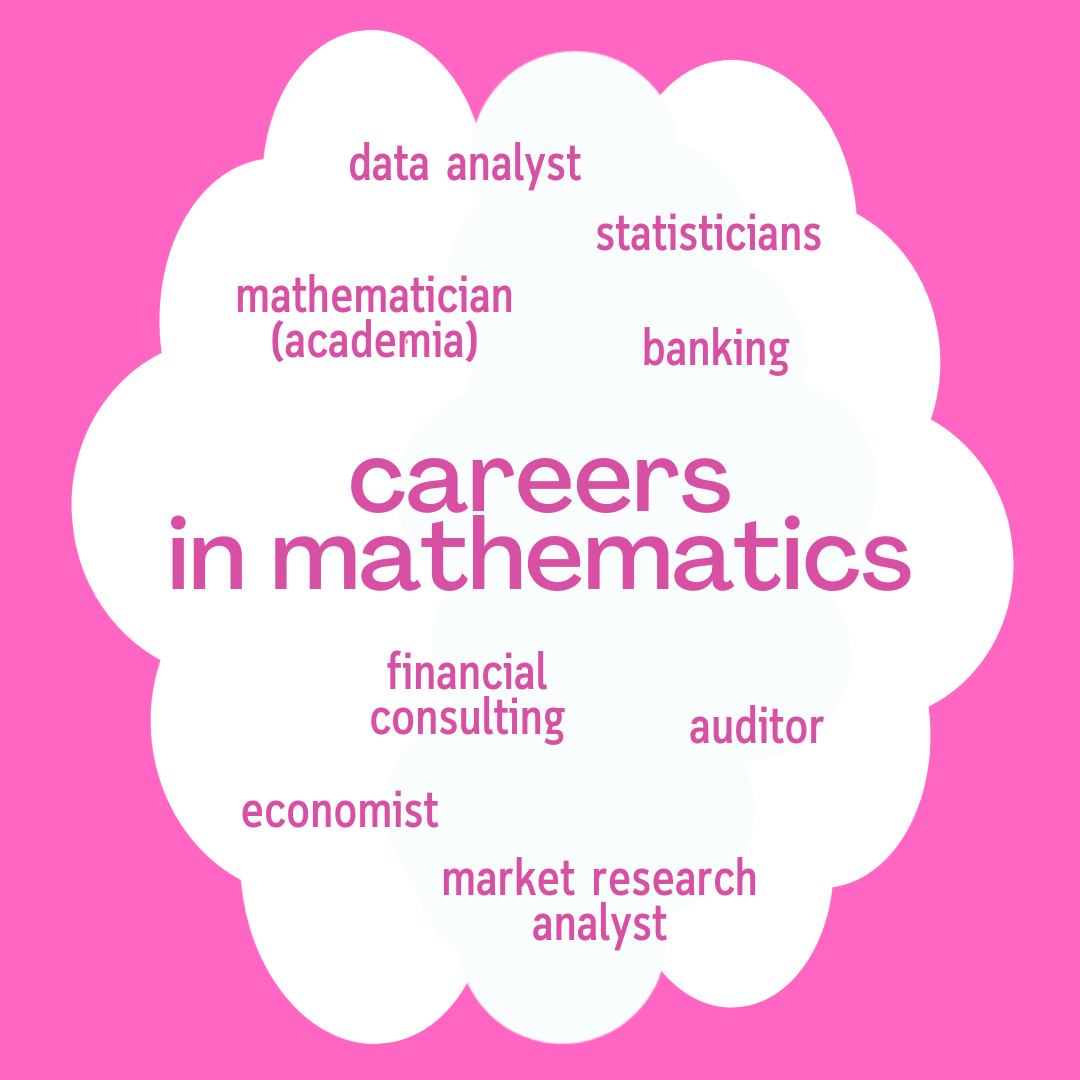 data analyst
statisticians
mathematician
(academia)
banking
careers
in mathematics
financial
consulting
auditor
economist
market research
analyst